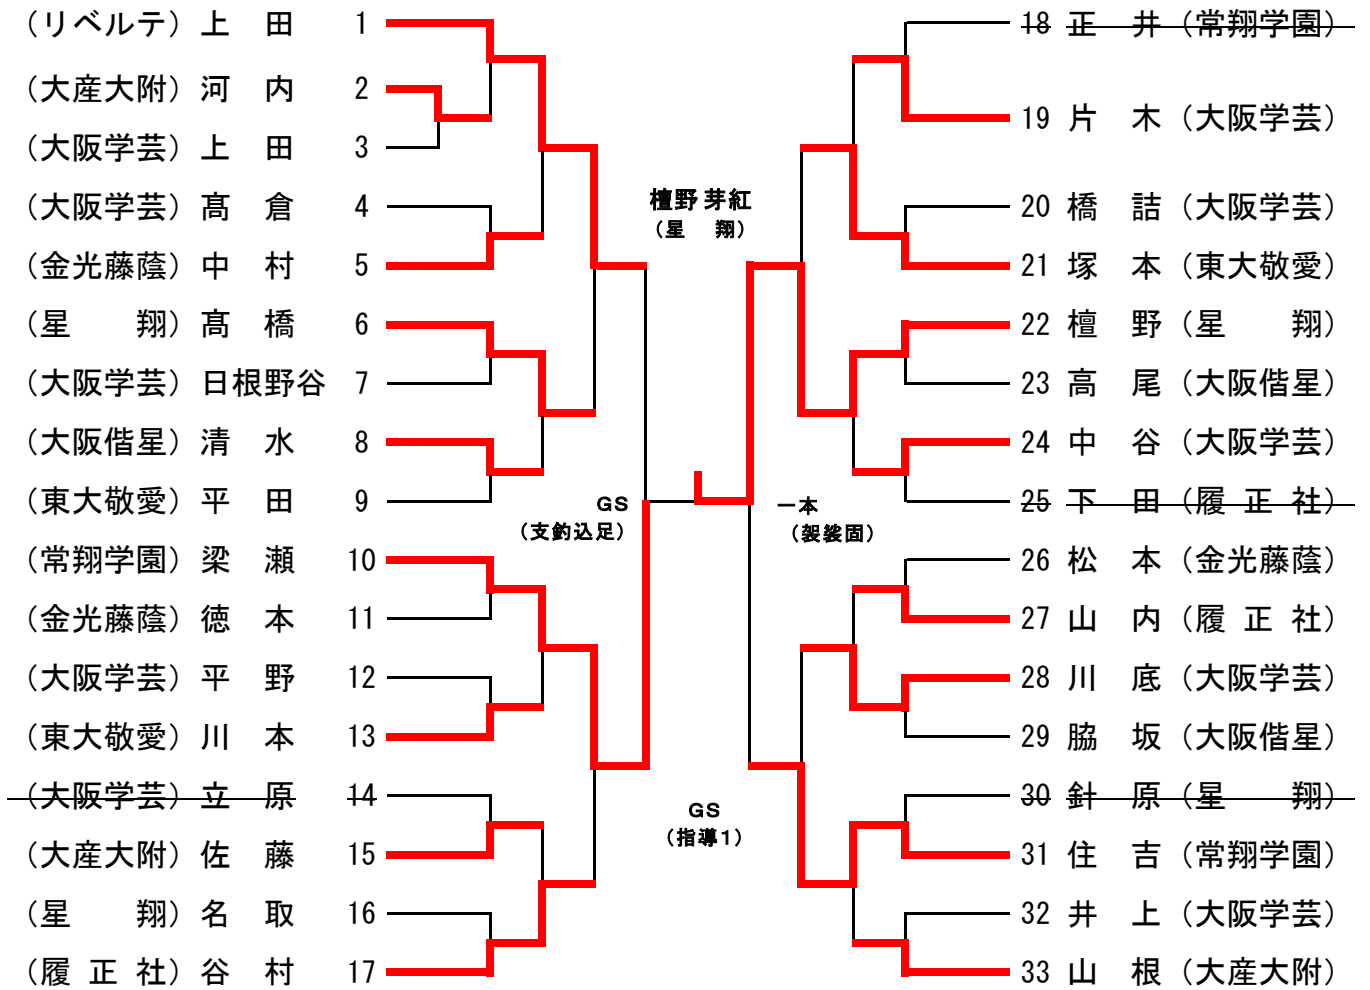 (リベルテ) 上 田 1
(大産大附) 河 内 2
(大阪学芸) 上 田 3
(大阪学芸) 髙 倉 4
(金光藤蔭) 中 村 5
(星 翔) 髙 橋 6
(大阪学芸) 日根野谷 7
(大阪偕星) 清 水 8
(東大敬愛) 平 田 9
(常翔学園) 梁 瀬 10
(金光藤蔭) 徳 本 11
(大阪学芸) 平 野 12
(東大敬愛) 川 本 13
(大阪学芸) 立 原 14
(大産大附) 佐 藤 15
(星 翔) 名 取 16
(履 正 社) 谷 村 17
檀野 芽紅
(星 翔)
GS
(支釣込足)
一本
(袈裟固)
GS
(指導1)
18 正 井 (常翔学園)
19 片 木 (大阪学芸)
20 橋 詰 (大阪学芸)
21 塚 本 (東大敬愛)
22 檀 野 (星 翔)
23 高 尾 (大阪偕星)
24 中 谷 (大阪学芸)
25 下 田 (履 正 社)
26 松 本 (金光藤蔭)
27 山 内 (履 正 社)
28 川 底 (大阪学芸)
29 脇 坂 (大阪偕星)
30 針 原 (星 翔)
31 住 吉 (常翔学園)
32 井 上 (大阪学芸)
33 山 根 (大産大附)